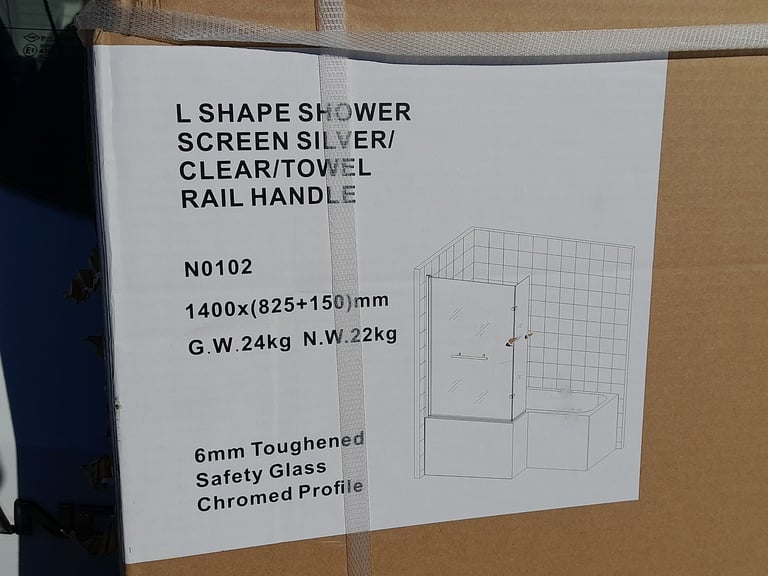 L SHAPE SHOWER
SCREEN SILVER/
CLEAR/TOWEL
RAIL HANDLE
N0102
1400x(825+150)mm
G.W.24kg N.W.22kg
6mm Toughened
Safety Glass
Chromed Profile